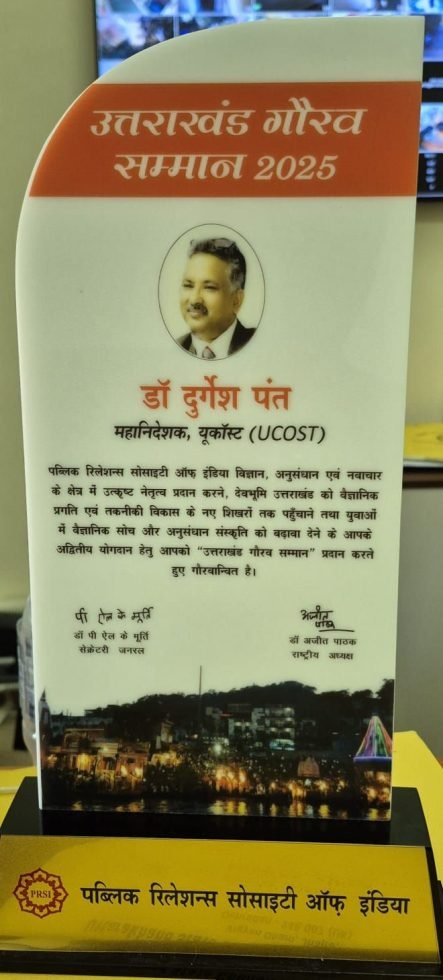 उत्तराखंड गौरव
सम्मान 2025
डॉ दुर्गेश पंत
महानिदेशक, यूकॉस्ट (UCOST)
पब्लिक रिलेशन्स सोसाइटी ऑफ इंडिया विज्ञान, अनुसंधान एवं नवाचार
के क्षेत्र में उत्कृष्ट नेतृत्व प्रदान करने, देवभूमि उत्तराखंड को वैज्ञानिक
प्रगति एवं तकनीकी विकास के नए शिखरों तक पहुँचाने तथा युवाओं
में वैज्ञानिक सोच और अनुसंधान संस्कृति को बढ़ावा देने के आपके
अद्वितीय योगदान हेतु आपको "उत्तराखंड गौरव सम्मान" प्रदान करते
हुए गौरवान्वित है।
पी ऐल के मूर्ति
डॉ पी ऐल के मूर्ति
सेक्रेटरी जनरल
अजीत
पाठक
डॉ अजीत पाठक
राष्ट्रीय अध्यक्ष
PRSI
पब्लिक रिलेशन्स सोसाइटी ऑफ़ इंडिया